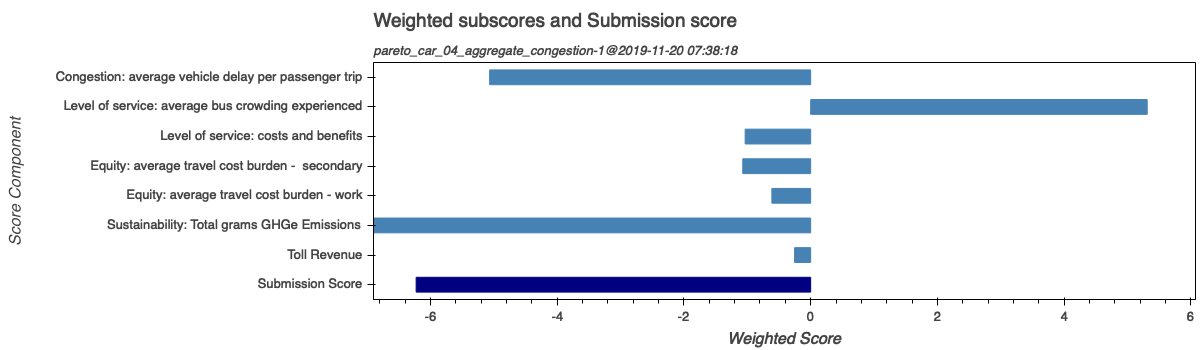 Weighted subscores and Submission score
pareto_car_04_aggregate_congestion-1@2019-11-20 07:38:18
Score Component
Congestion: average vehicle delay per passenger trip
Level of service: average bus crowding experienced
Level of service: costs and benefits
Equity: average travel cost burden -  secondary
Equity: average travel cost burden - work
Sustainability: Total grams GHGe Emissions
Toll Revenue
Submission Score
-6 -4 -2 0 2 4 6
Weighted Score